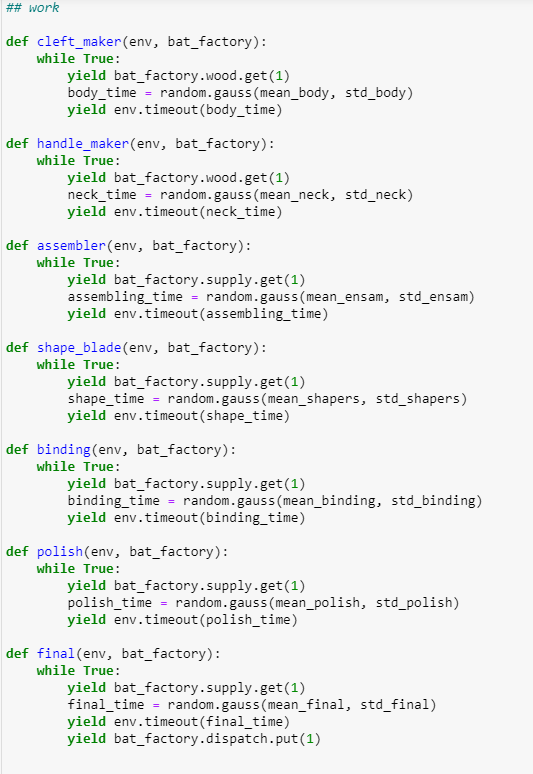 ## work
def cleft_maker(env, bat_factory):
    while True:
        yield bat_factory.wood.get(1)
        body_time = random.gauss(mean_body, std_body)
        yield env.timeout(body_time)
def handle_maker(env, bat_factory):
    while True:
        yield bat_factory.wood.get(1)
        neck_time = random.gauss(mean_neck, std_neck)
        yield env.timeout(neck_time)
def assembler(env, bat_factory):
    while True:
        yield bat_factory.supply.get(1)
        assembling_time = random.gauss(mean_ensam, std_ensam)
        yield env.timeout(assembling_time)
def shape_blade(env, bat_factory):
    while True:
        yield bat_factory.supply.get(1)
        shape_time = random.gauss(mean_shapers, std_shapers)
        yield env.timeout(shape_time)
def binding(env, bat_factory):
    while True:
        yield bat_factory.supply.get(1)
        binding_time = random.gauss(mean_binding, std_binding)
        yield env.timeout(binding_time)
def polish(env, bat_factory):
    while True:
        yield bat_factory.supply.get(1)
        polish_time = random.gauss(mean_polish, std_polish)
        yield env.timeout(polish_time)
def final(env, bat_factory):
    while True:
        yield bat_factory.supply.get(1)
        final_time = random.gauss(mean_final, std_final)
        yield env.timeout(final_time)
        yield bat_factory.dispatch.put(1)